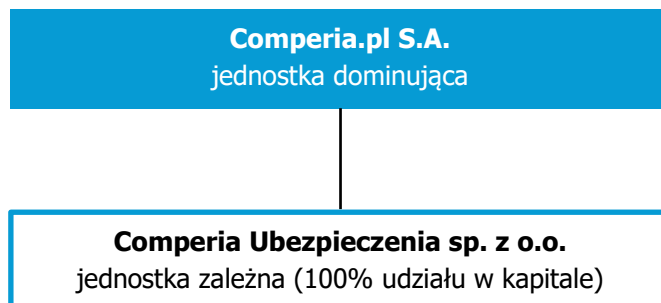 Comperia.pl S.A.
jednostka dominująca
Comperia Ubezpieczenia sp. z o.o.
jednostka zależna (100% udziału w kapitale)